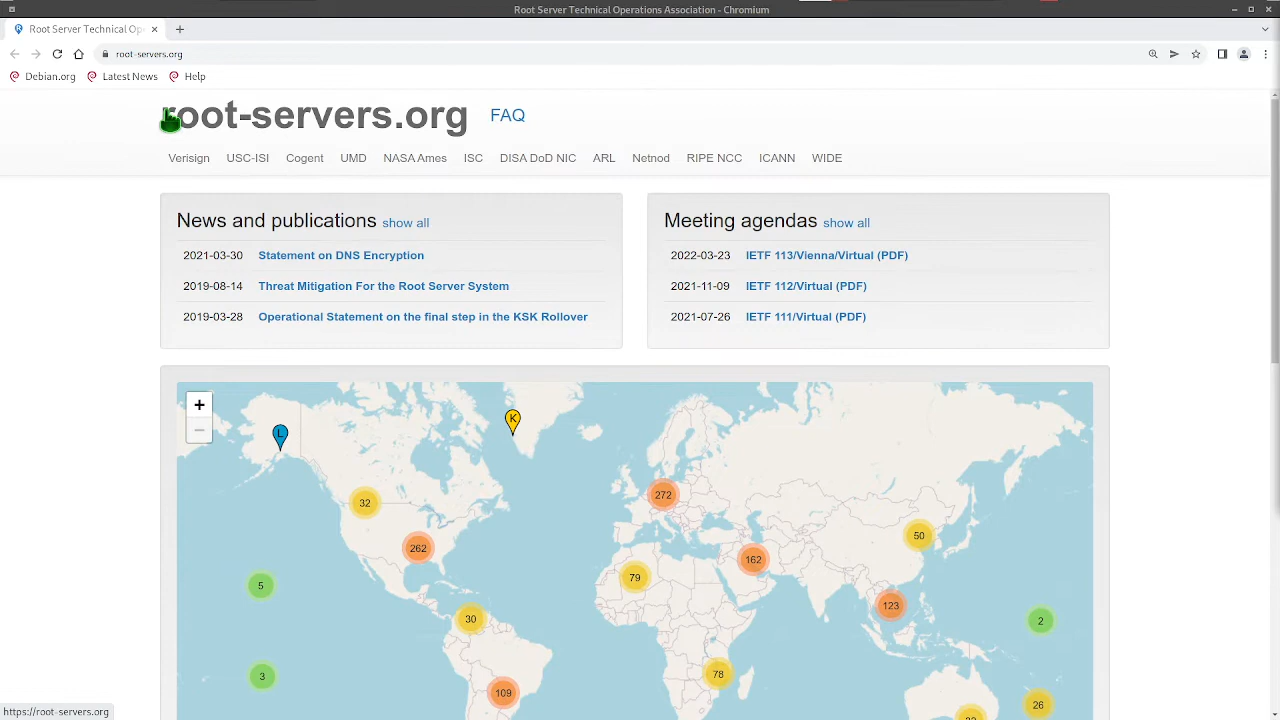 Root Server Technical Operations Association - Chromium
Root Server Technical Op
root-servers.org
Debian.org Latest News Help
root-servers.org FAQ
Verisign USC-ISI Cogent UMD NASA Ames ISC DISA DoD NIC ARL Netnod RIPE NCC ICANN WIDE
News and publications show all
2021-03-30 Statement on DNS Encryption
2019-08-14 Threat Mitigation For the Root Server System
2019-03-28 Operational Statement on the final step in the KSK Rollover
Meeting agendas show all
2022-03-23 IETF 113/Vienna/Virtual (PDF)
2021-11-09 IETF 112/Virtual (PDF)
2021-07-26 IETF 111/Virtual (PDF)
+
−
K
L
272
32
50
262
162
79
5
123
30
2
78
3
109
26
https://root-servers.org